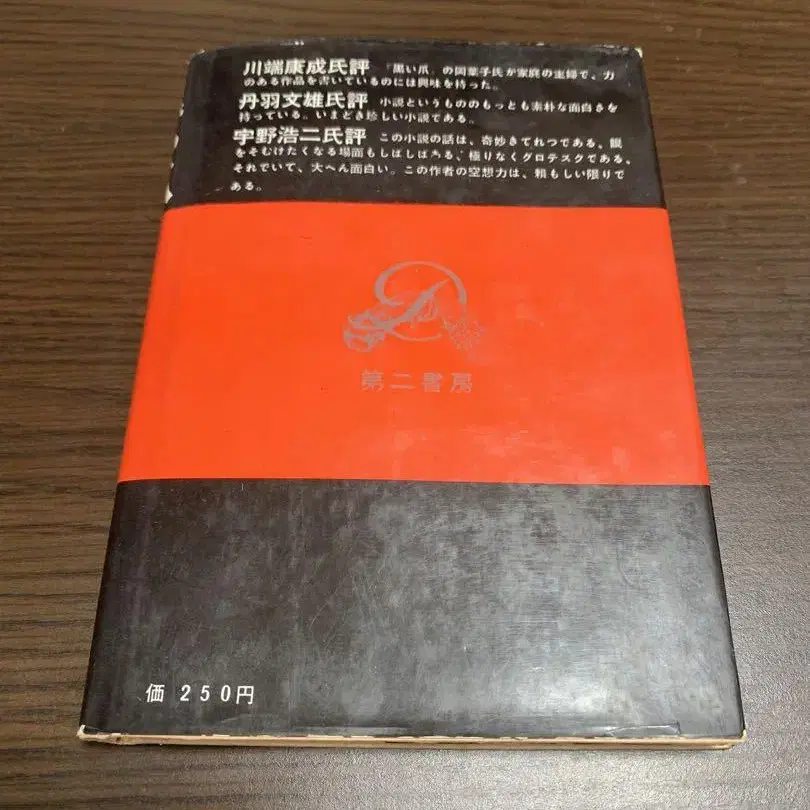 川端康成氏評 「黒い爪」の図葉子氏が家庭の主婦で、力
のある作品を書いているのには興味を持った。
丹羽文雄氏評 小説というもののもっとも素朴な面白さを
持っている。いまどき珍しい小説である。
宇野浩二氏評 この小説の話は、奇妙きてれつである、眼
をそむけたくなる場面もしばしばある、極りなくグロテスクである、
それでいて、大へん面白い。この作者の空想力は、頼もしい限りで
ある。
第二書房
価 250円